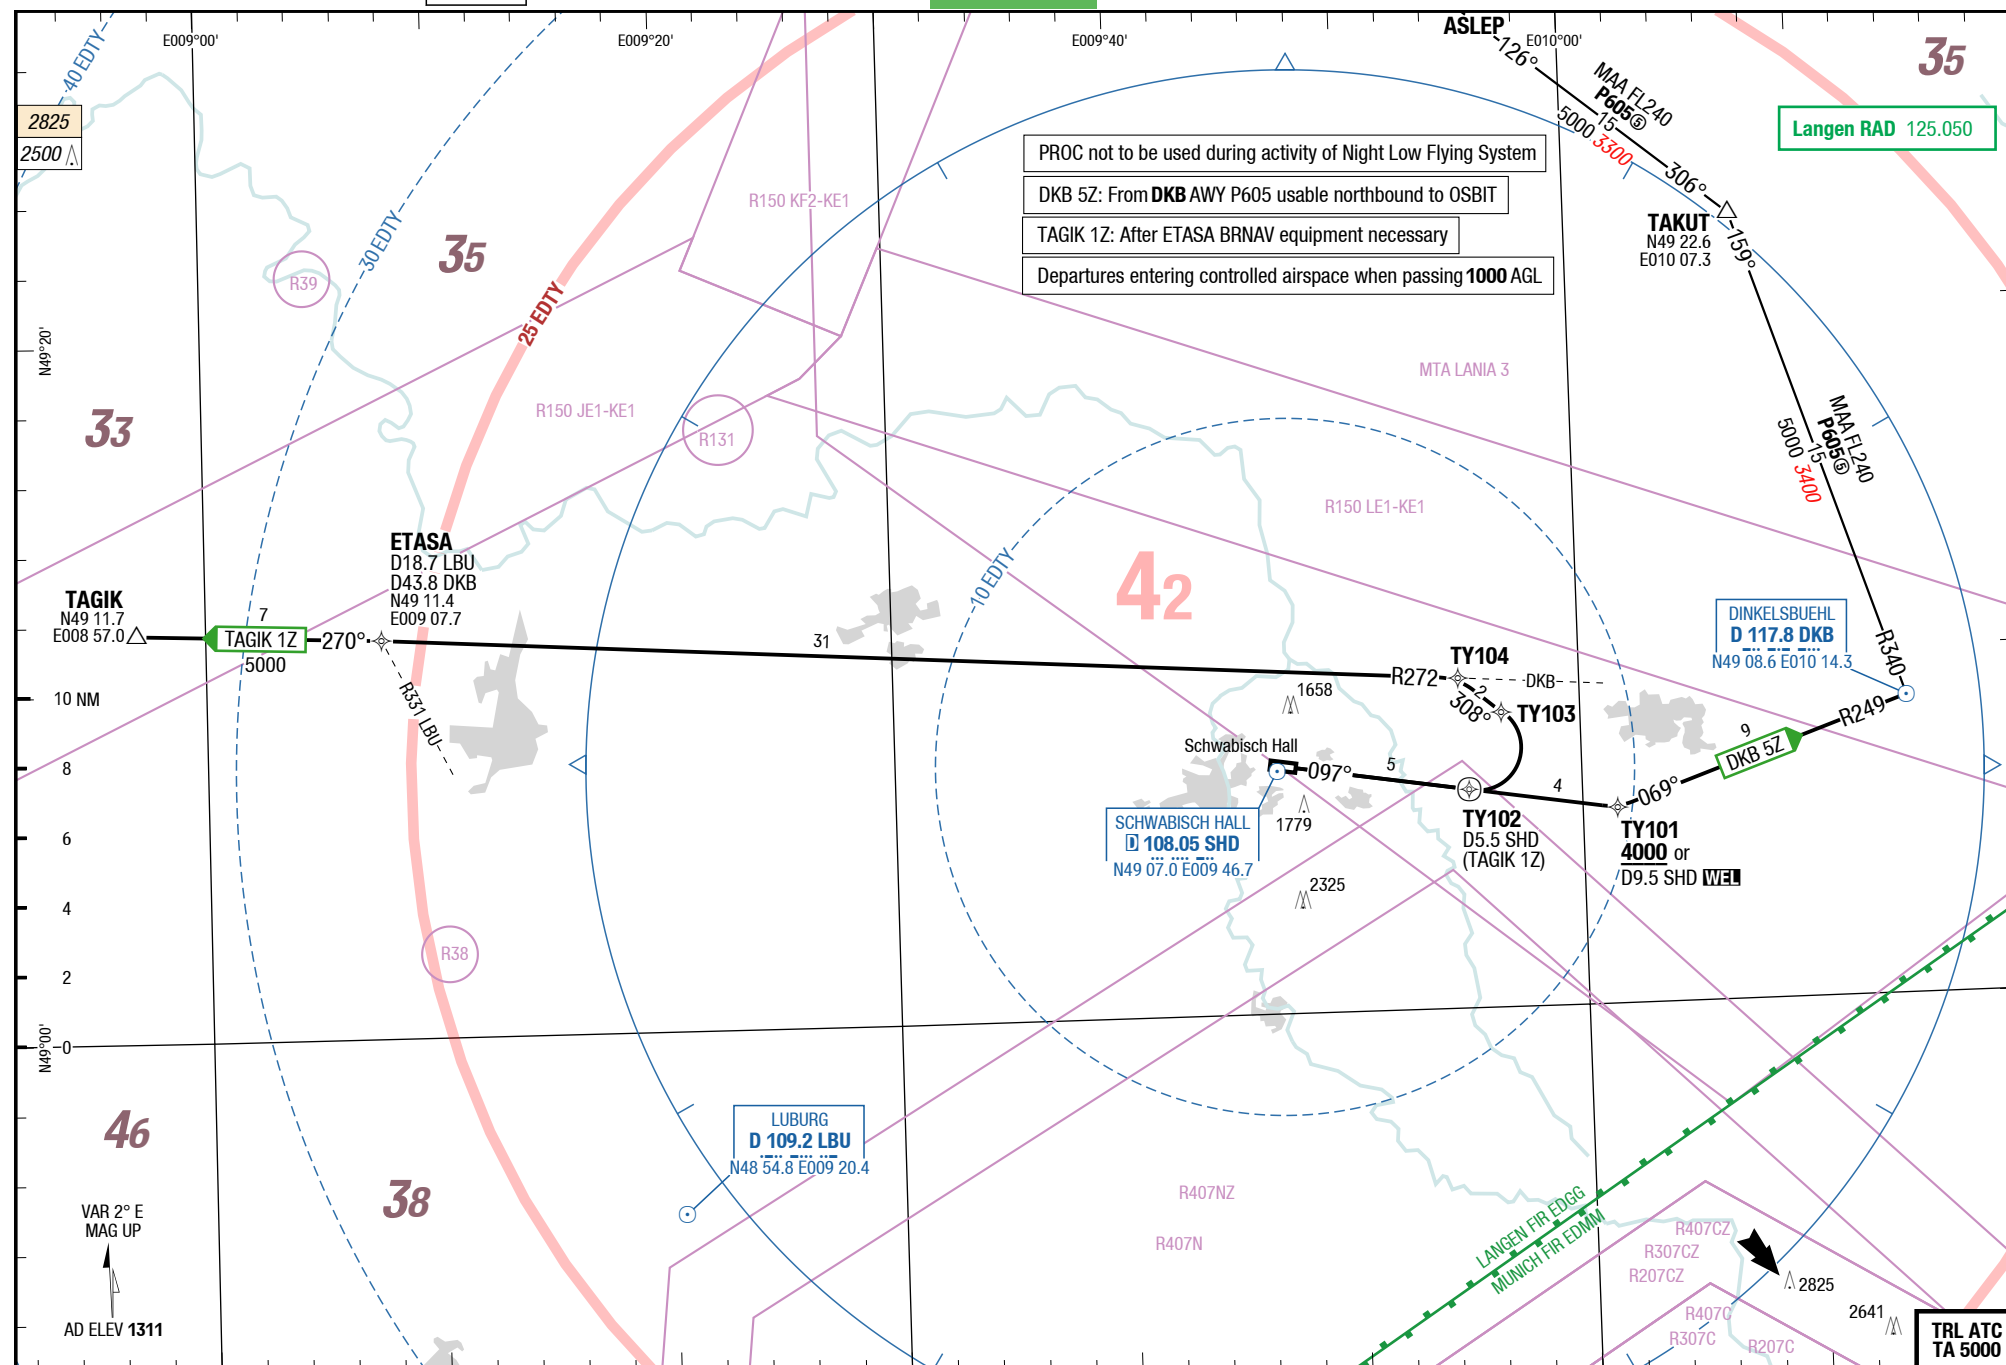 E009°00'
E009°20'
E009°40'
E010°00'
40 EDTY
30 EDTY
25 EDTY
10 EDTY
2825
2500
35
35
33
42
46
38
ASLEP
126°
MAA FL240
P605⑤
15
5000 3300
306°
Langen RAD 125.050
PROC not to be used during activity of Night Low Flying System
DKB 5Z: From DKB AWY P605 usable northbound to OSBIT
TAGIK 1Z: After ETASA BRNAV equipment necessary
Departures entering controlled airspace when passing 1000 AGL
TAKUT
N49 22.6
E010 07.3
159°
MAA FL240
P605⑤
15
5000 3400
R340
R39
R150 KF2-KE1
N49°20'
R150 JE1-KE1
R131
MTA LANIA 3
R150 LE1-KE1
ETASA
D18.7 LBU
D43.8 DKB
N49 11.4
E009 07.7
TAGIK
N49 11.7
E008 57.0
7
TAGIK 1Z
270°
5000
R331 LBU
31
R272
TY104
DKB
2
308°
TY103
1658
DINKELSBUEHL
D 117.8 DKB
N49 08.6 E010 14.3
R249
9
DKB 5Z
069°
Schwabisch Hall
097°
5
4
1779
SCHWABISCH HALL
D 108.05 SHD
N49 07.0 E009 46.7
TY102
D5.5 SHD
(TAGIK 1Z)
TY101
4000 or
D9.5 SHD WEL
2325
10 NM
8
6
4
2
0
N49°00'
R38
LUBURG
D 109.2 LBU
N48 54.8 E009 20.4
R407NZ
R407N
LANGEN FIR EDGG
MUNICH FIR EDMM
R407CZ
R307CZ
R207CZ
R407C
R307C
R207C
2825
2641
VAR 2° E
MAG UP
AD ELEV 1311
TRL ATC
TA 5000